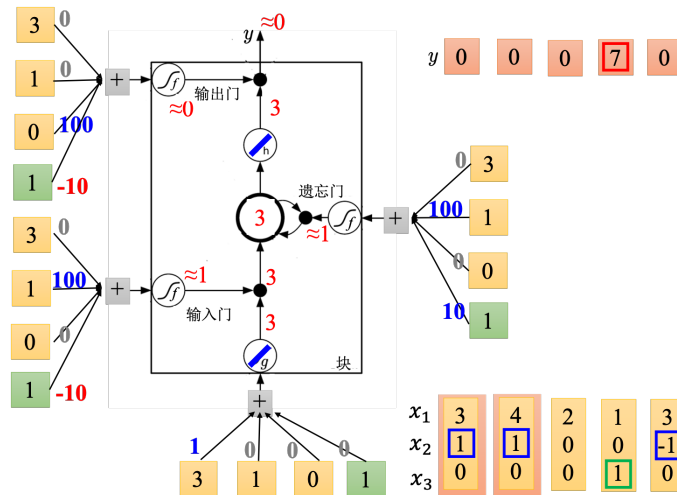 3 0
1 0
0 100
1 -10
+
f
≈0
输出门
y ≈0
3
h
3
遗忘门
≈1
f
+
0 3
100 1
0 0
10 1
3 0
1 100
0 0
1 -10
+
f
≈1
输入门
3
3
g
块
+
1 0 0 0
3 1 0 1
y 0 0 0 7 0
x₁ 3 4 2 1 3
x₂ 1 1 0 0 -1
x₃ 0 0 0 1 0